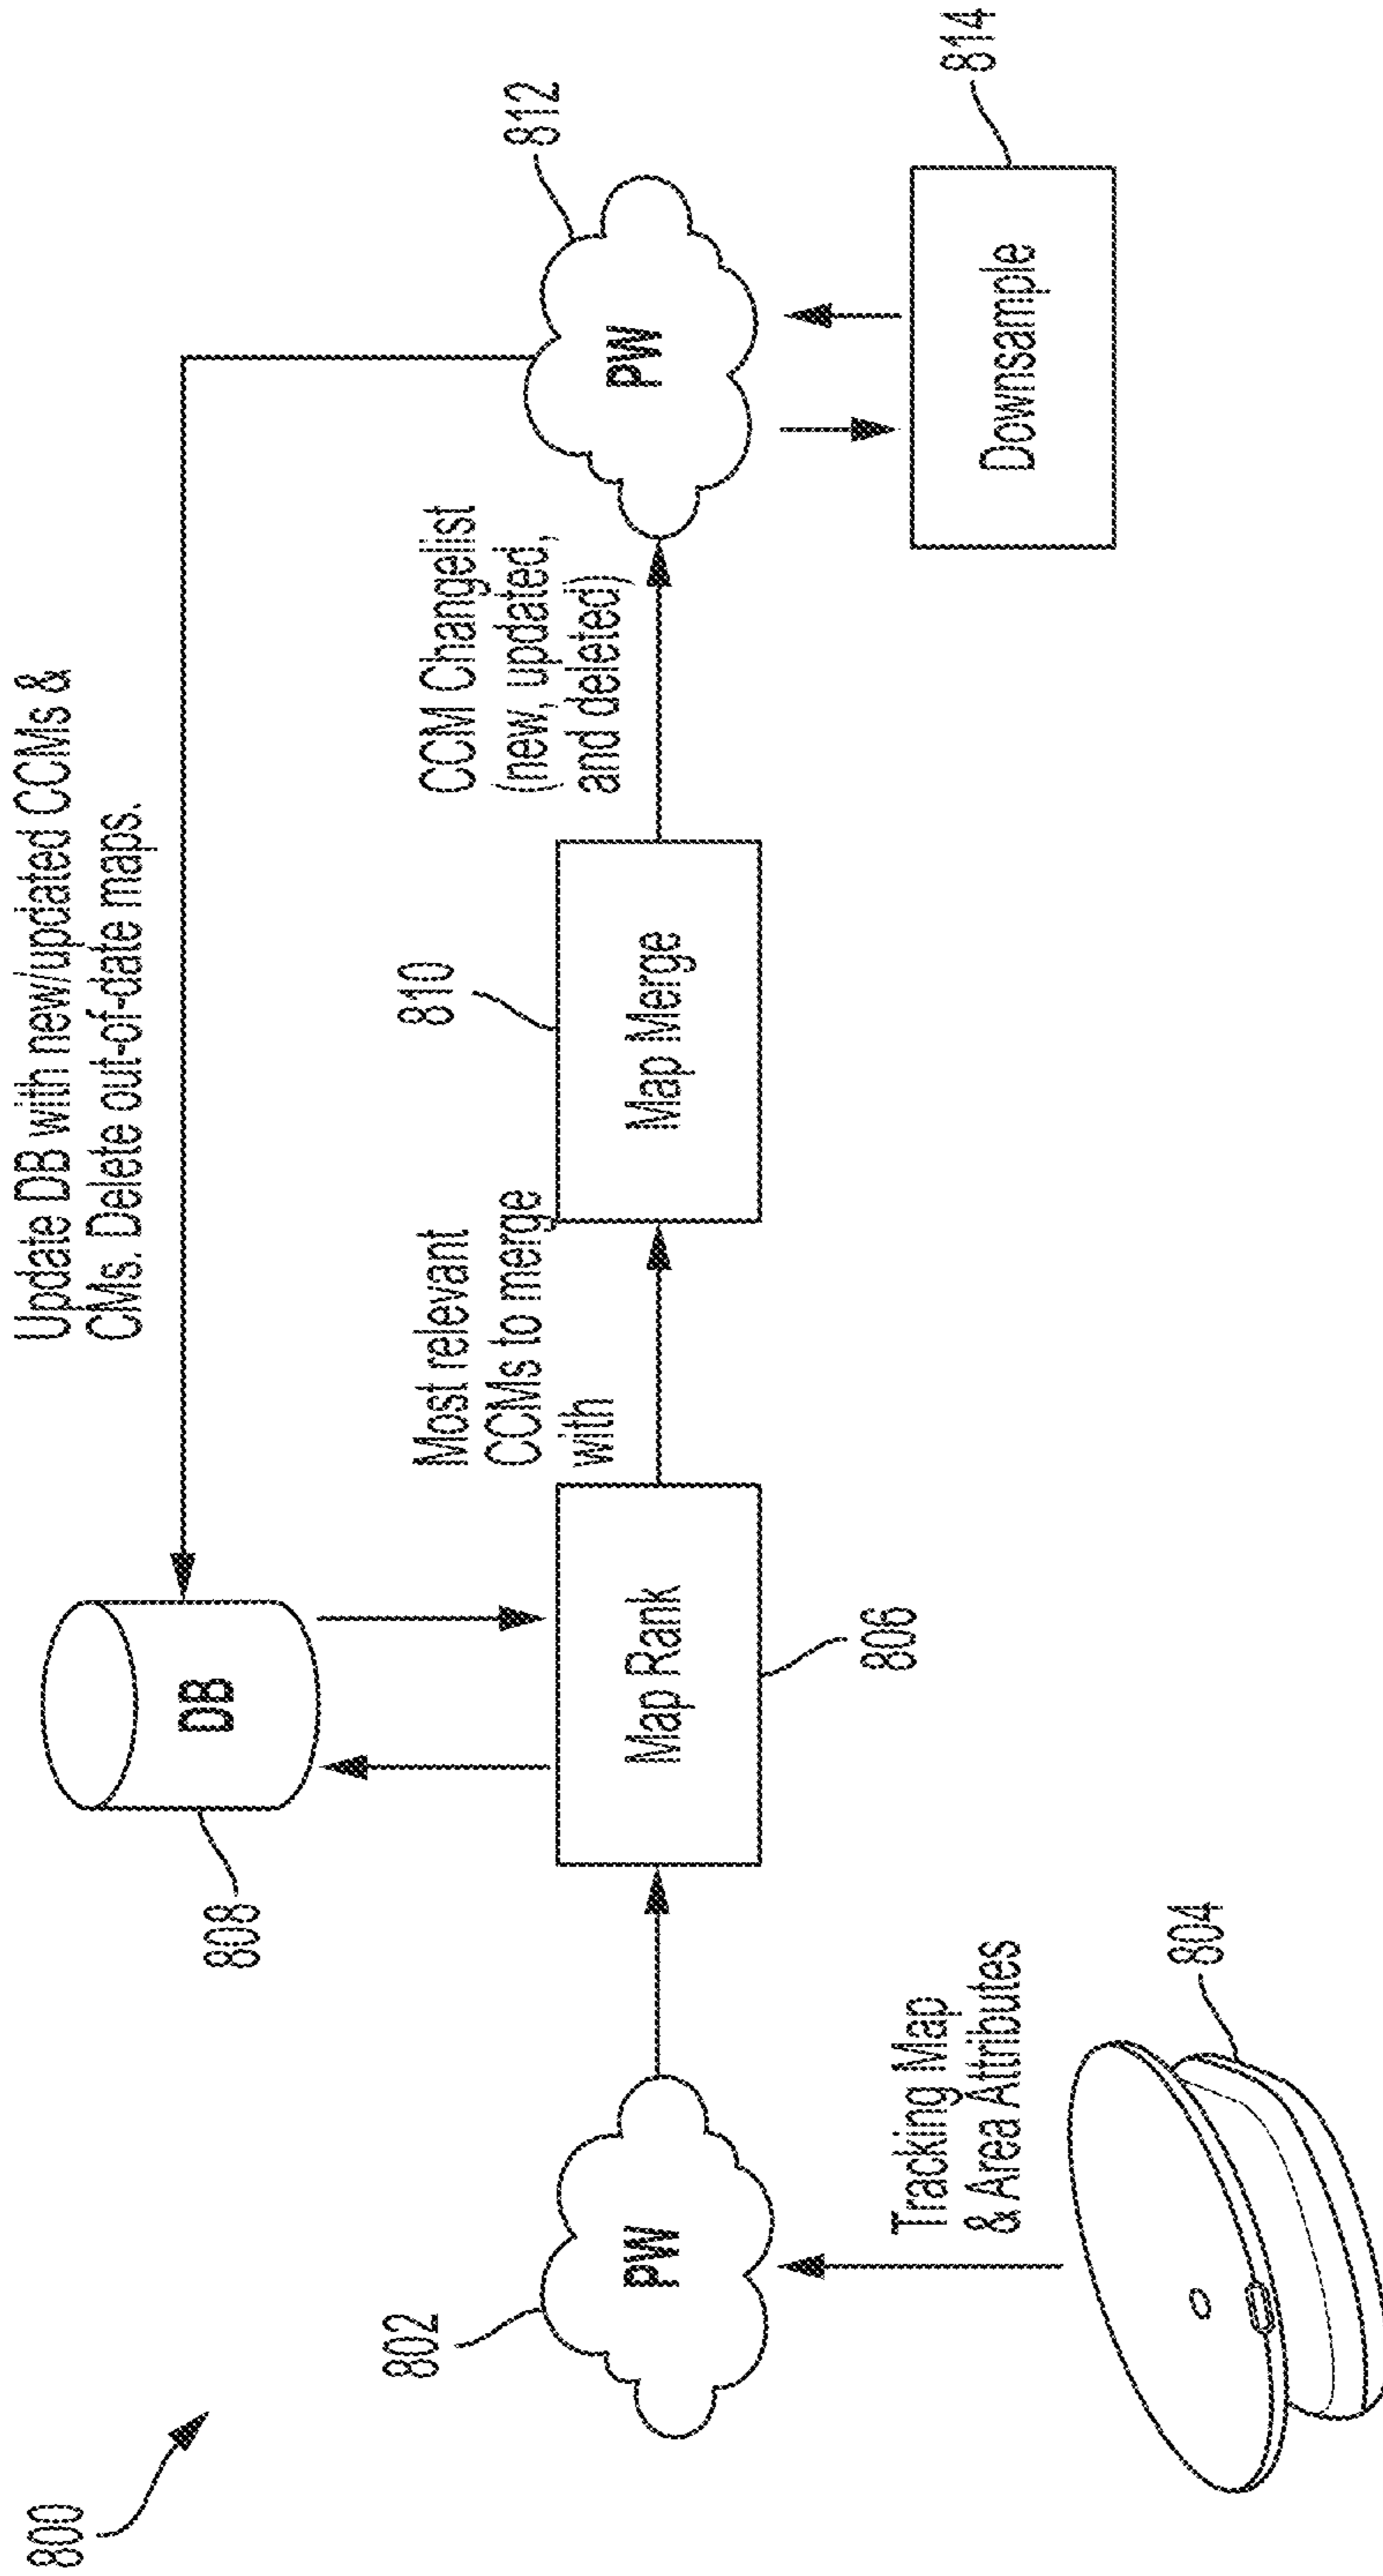 800
Update DB with new/updated CCMs &
CMs. Delete out-of-date maps.
808
DB
802
PW
Tracking Map
& Area Attributes
804
Map Rank
806
Most relevant
CCMs to merge
with
810
Map Merge
CCM Changelist
(new, updated,
and deleted)
812
PW
Downsample
814